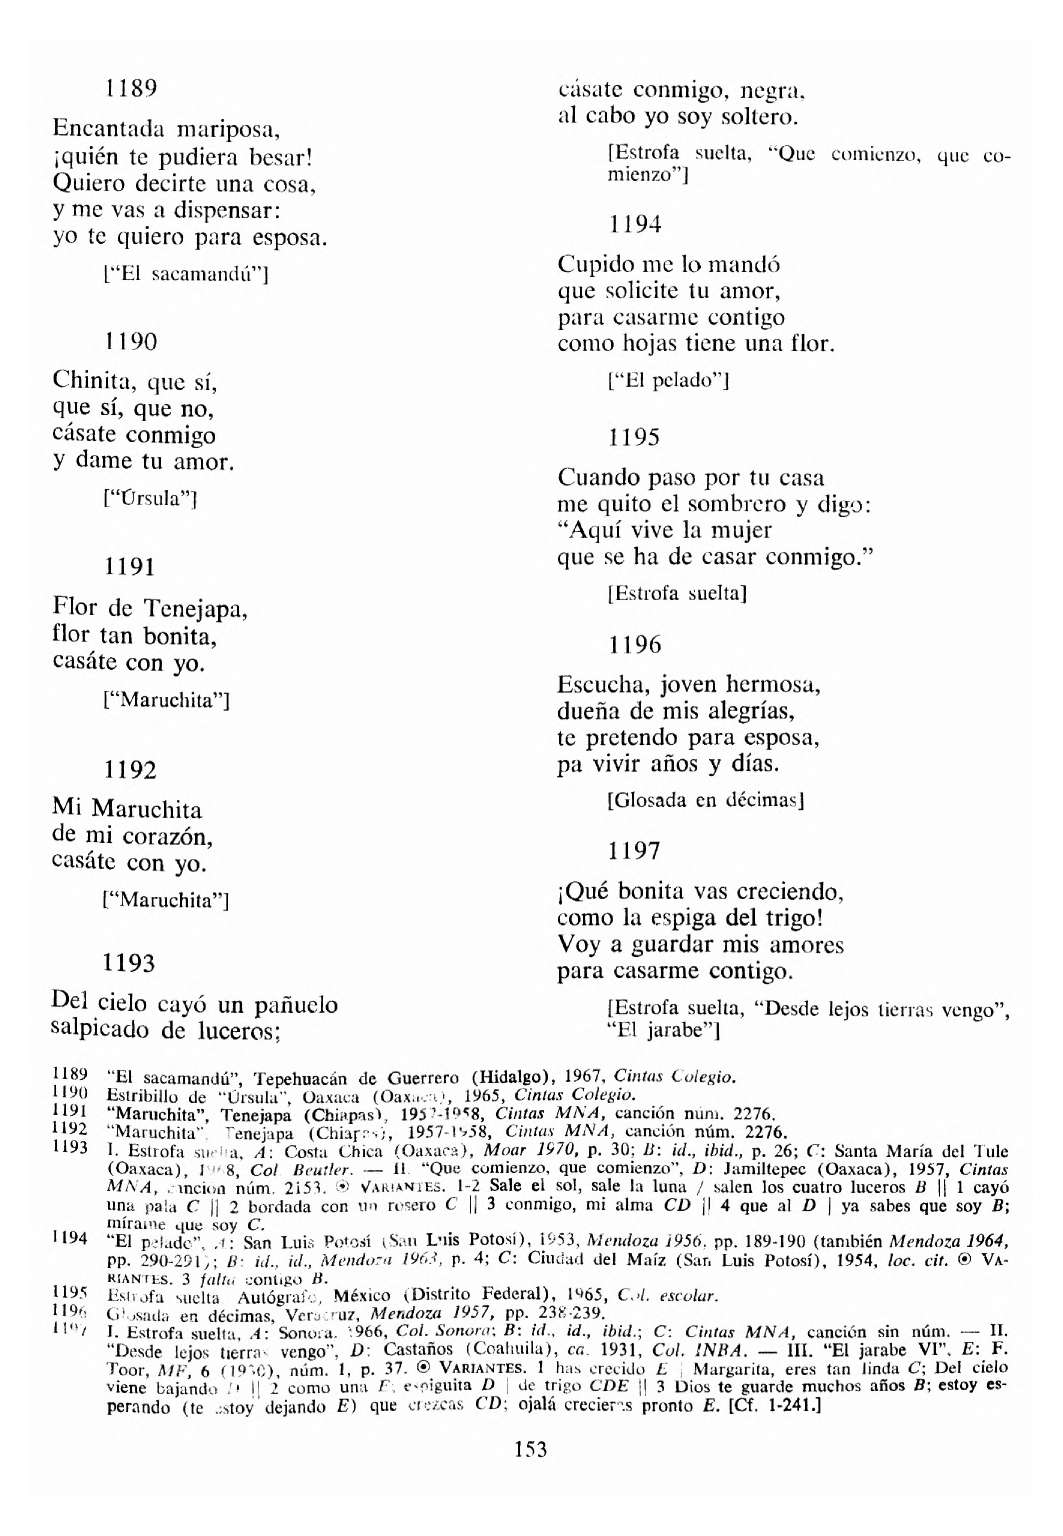 1189
Encantada mariposa,
¡quién te pudiera besar!
Quiero decirte una cosa,
y me vas a dispensar:
yo te quiero para esposa.
[“El sacamandú”]
1190
Chinita, que sí,
que sí, que no,
cásate conmigo
y dame tu amor.
[“Úrsula”]
1191
Flor de Tenejapa,
flor tan bonita,
casáte con yo.
[“Maruchita”]
1192
Mi Maruchita
de mi corazón,
casáte con yo.
[“Maruchita”]
1193
Del cielo cayó un pañuelo
salpicado de luceros;
cásate conmigo, negra,
al cabo yo soy soltero.
[Estrofa suelta, “Que comienzo, que co-
mienzo”]
1194
Cupido me lo mandó
que solicite tu amor,
para casarme contigo
como hojas tiene una flor.
[“El pelado”]
1195
Cuando paso por tu casa
me quito el sombrero y digo:
“Aquí vive la mujer
que se ha de casar conmigo.”
[Estrofa suelta]
1196
Escucha, joven hermosa,
dueña de mis alegrías,
te pretendo para esposa,
pa vivir años y días.
[Glosada en décimas]
1197
¡Qué bonita vas creciendo,
como la espiga del trigo!
Voy a guardar mis amores
para casarme contigo.
[Estrofa suelta, “Desde lejos tierras vengo”,
“El jarabe”]
1189 “El sacamandú”, Tepehuacán de Guerrero (Hidalgo), 1967, Cintas Colegio.
1190 Estribillo de “Úrsula”, Oaxaca (Oaxaca), 1965, Cintas Colegio.
1191 “Maruchita”, Tenejapa (Chiapas), 1957-1958, Cintas MNA, canción núm. 2276.
1192 “Maruchita”, Tenejapa (Chiapas), 1957-1958, Cintas MNA, canción núm. 2276.
1193 I. Estrofa suelta, A: Costa Chica (Oaxaca), Moar 1970, p. 30; B: id., ibid., p. 26; C: Santa María del Tule
(Oaxaca), 8, Col. Beutler. — II. “Que comienzo, que comienzo”, D: Jamiltepec (Oaxaca), 1957, Cintas
MNA, canción núm. 2153. ⊙ VARIANTES. 1-2 Sale el sol, sale la luna / salen los cuatro luceros B || 1 cayó
una pala C || 2 bordada con un rosero C || 3 conmigo, mi alma CD || 4 que al D | ya sabes que soy B;
mírame que soy C.
1194 “El pelado”, A: San Luis Potosí (San Luis Potosí), 1953, Mendoza 1956, pp. 189-190 (también Mendoza 1964,
pp. 290-291); B: id., id., Mendoza 1963, p. 4; C: Ciudad del Maíz (San Luis Potosí), 1954, loc. cit. ⊙ VA-
RIANTES. 3 falta contigo B.
1195 Estrofa suelta. Autógrafo, México (Distrito Federal), 1965, Col. escolar.
1196 Glosada en décimas, Veracruz, Mendoza 1957, pp. 238-239.
1197 I. Estrofa suelta, A: Sonora, 1966, Col. Sonora; B: id., id., ibid.; C: Cintas MNA, canción sin núm. — II.
“Desde lejos tierras vengo”, D: Castaños (Coahuila), ca. 1931, Col. INBA. — III. “El jarabe VI”, E: F.
Toor, MF, 6 (1930), núm. 1, p. 37. ⊙ VARIANTES. 1 has crecido E | Margarita, eres tan linda C; Del cielo
viene bajando || 2 como una espiguita D | de trigo CDE || 3 Dios te guarde muchos años B; estoy es-
perando (te estoy dejando E) que crezcas CD; ojalá crecieras pronto E. [Cf. 1-241.]
153